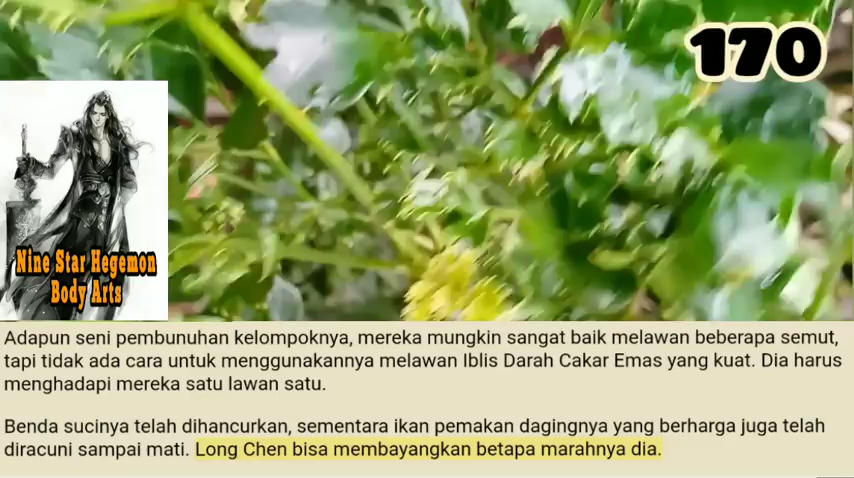 170
Nine Star Hegemon
Body Arts
Adapun seni pembunuhan kelompoknya, mereka mungkin sangat baik melawan beberapa semut,
tapi tidak ada cara untuk menggunakannya melawan Iblis Darah Cakar Emas yang kuat. Dia harus
menghadapi mereka satu lawan satu.
Benda sucinya telah dihancurkan, sementara ikan pemakan dagingnya yang berharga juga telah
diracuni sampai mati. Long Chen bisa membayangkan betapa marahnya dia.